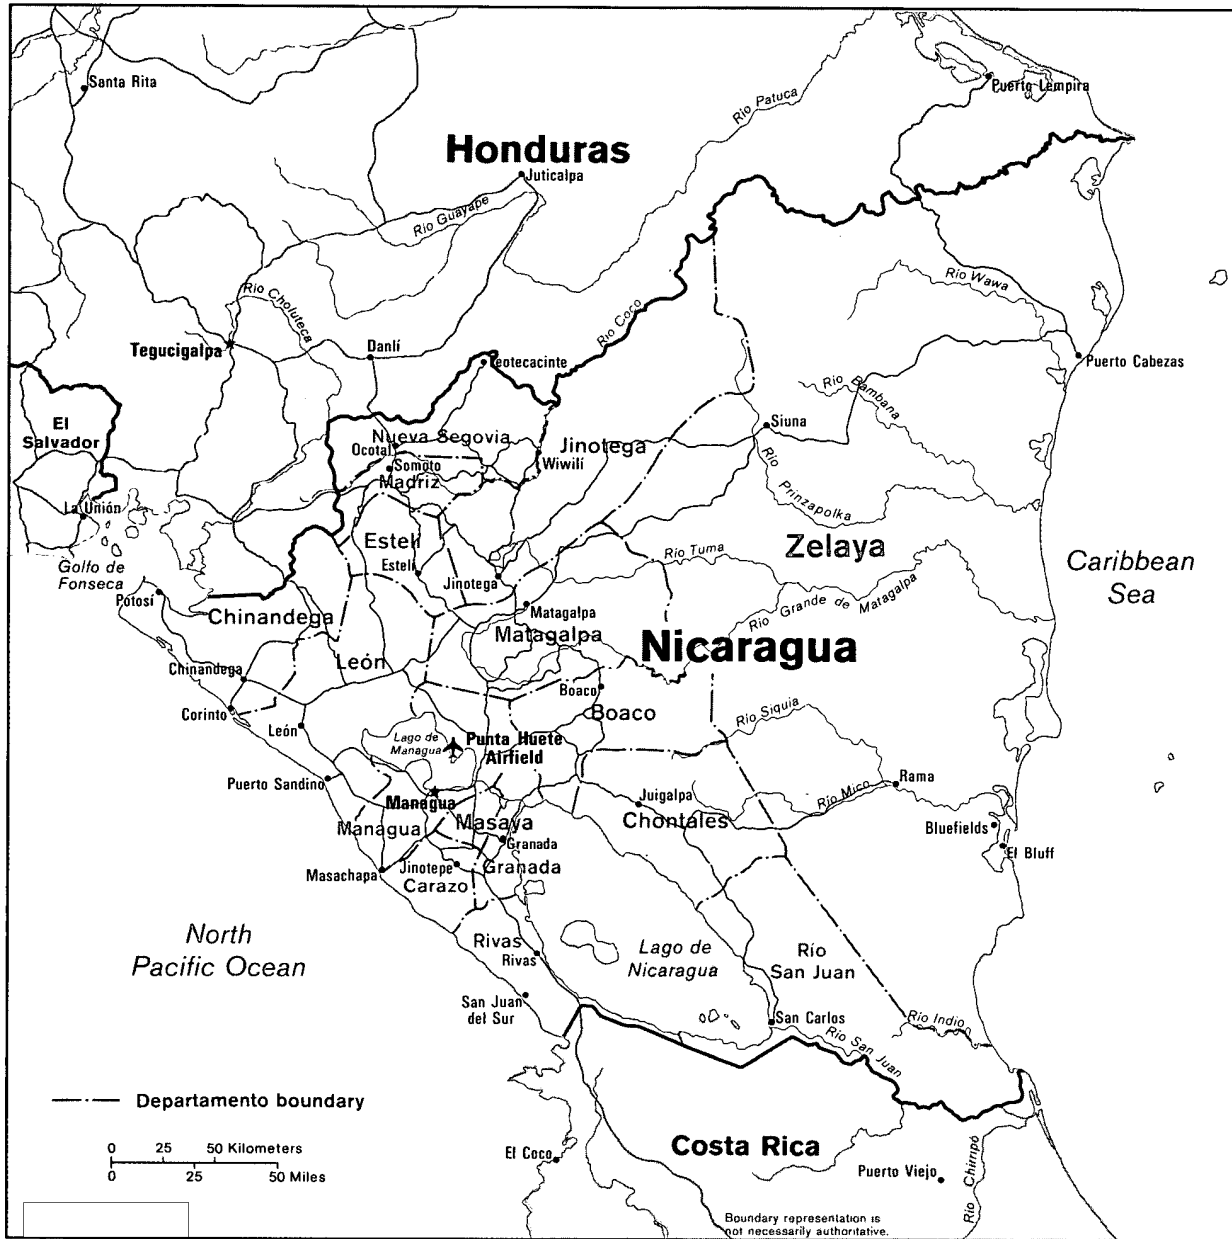 Santa Rita
Puerto Lempira
Río Patuca
Honduras
Juticalpa
Río Guayape
Río Wawa
Río Choluteca
Río Coco
Tegucigalpa
Danlí
Teotecacinte
Puerto Cabezas
Río Bambana
El
Salvador
Nueva Segovia
Jinotega
Siuna
Ocotal
Somoto
Wiwilí
Madriz
Río
Prinzapolka
La Unión
Estelí
Zelaya
Río Tuma
Caribbean
Sea
Golfo de
Fonseca
Estelí
Jinotega
Potosí
Río Grande de Matagalpa
Chinandega
Matagalpa
Matagalpa
Nicaragua
León
Chinandega
Boaco
Boaco
Corinto
León
Río Siquia
Lago de
Managua
Punta Huete
Airfield
Puerto Sandino
Rama
Managua
Juigalpa
Río Mico
Managua
Masaya
Chontales
Bluefields
Granada
El Bluff
Masachapa
Jinotepe
Granada
Carazo
North
Pacific Ocean
Rivas
Rivas
Lago de
Nicaragua
Río
San Juan
San Juan
del Sur
San Carlos
Río Indio
Río San Juan
Departamento boundary
0 25 50 Kilometers
0 25 50 Miles
Costa Rica
El Coco
Puerto Viejo
Río Chirripó
Boundary representation is
not necessarily authoritative.